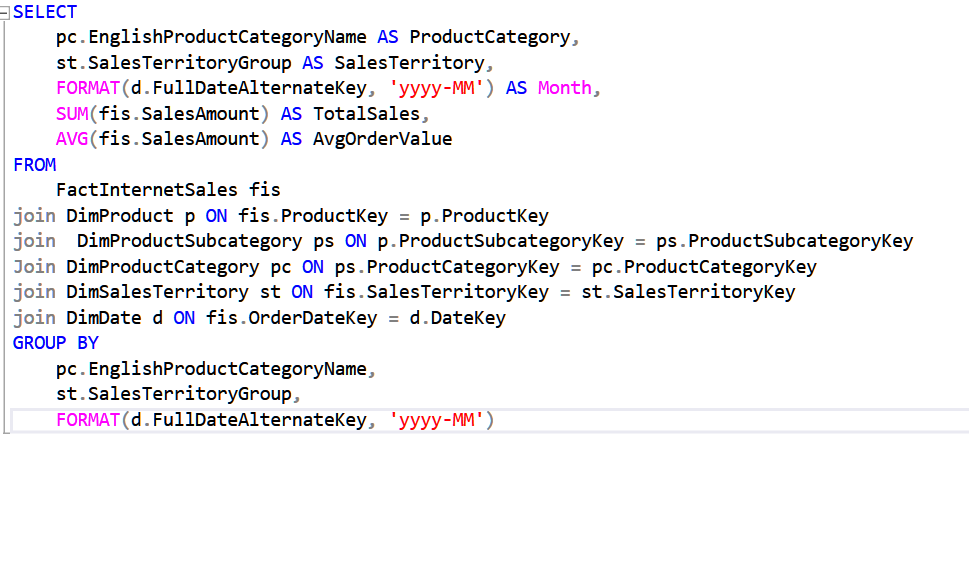 SELECT
    pc.EnglishProductCategoryName AS ProductCategory,
    st.SalesTerritoryGroup AS SalesTerritory,
    FORMAT(d.FullDateAlternateKey, 'yyyy-MM') AS Month,
    SUM(fis.SalesAmount) AS TotalSales,
    AVG(fis.SalesAmount) AS AvgOrderValue
FROM
    FactInternetSales fis
join DimProduct p ON fis.ProductKey = p.ProductKey
join  DimProductSubcategory ps ON p.ProductSubcategoryKey = ps.ProductSubcategoryKey
Join DimProductCategory pc ON ps.ProductCategoryKey = pc.ProductCategoryKey
join DimSalesTerritory st ON fis.SalesTerritoryKey = st.SalesTerritoryKey
join DimDate d ON fis.OrderDateKey = d.DateKey
GROUP BY
    pc.EnglishProductCategoryName,
    st.SalesTerritoryGroup,
    FORMAT(d.FullDateAlternateKey, 'yyyy-MM')